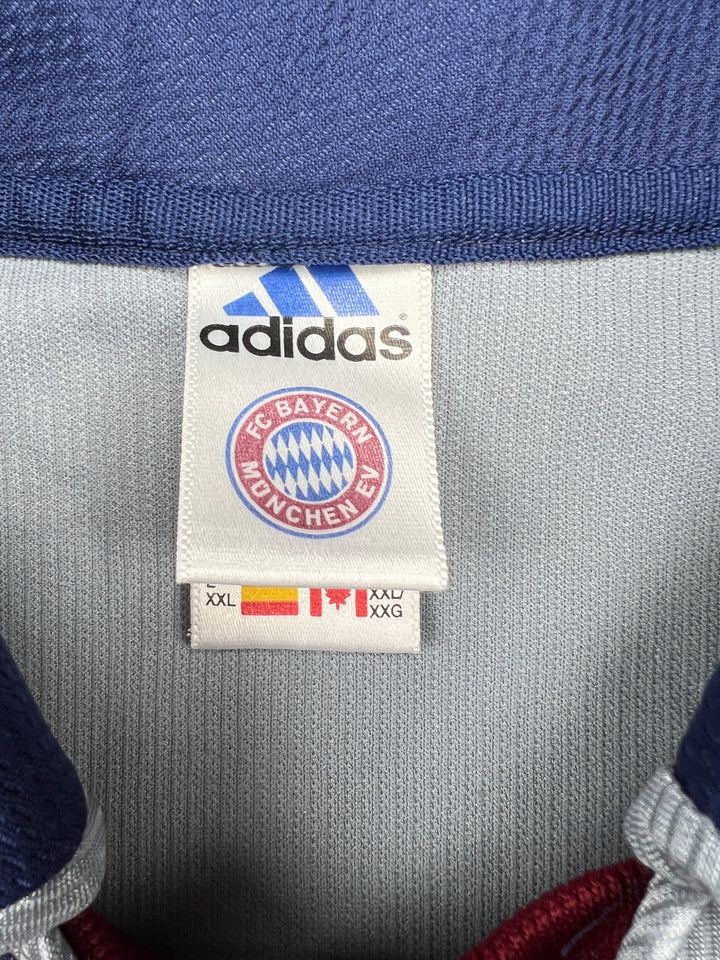 adidas®
FC BAYERN
MÜNCHEN EV
XXL
XXL/
XXG